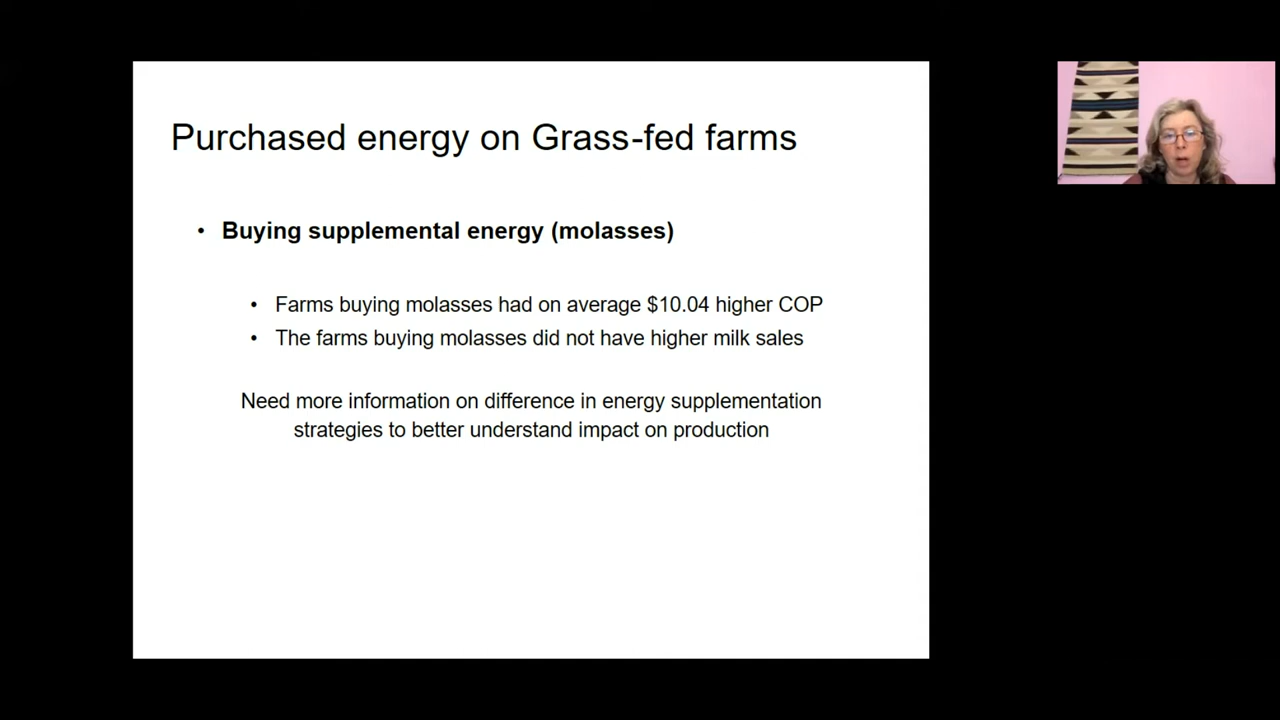 Purchased energy on Grass-fed farms
• Buying supplemental energy (molasses)
• Farms buying molasses had on average $10.04 higher COP
• The farms buying molasses did not have higher milk sales
Need more information on difference in energy supplementation
strategies to better understand impact on production